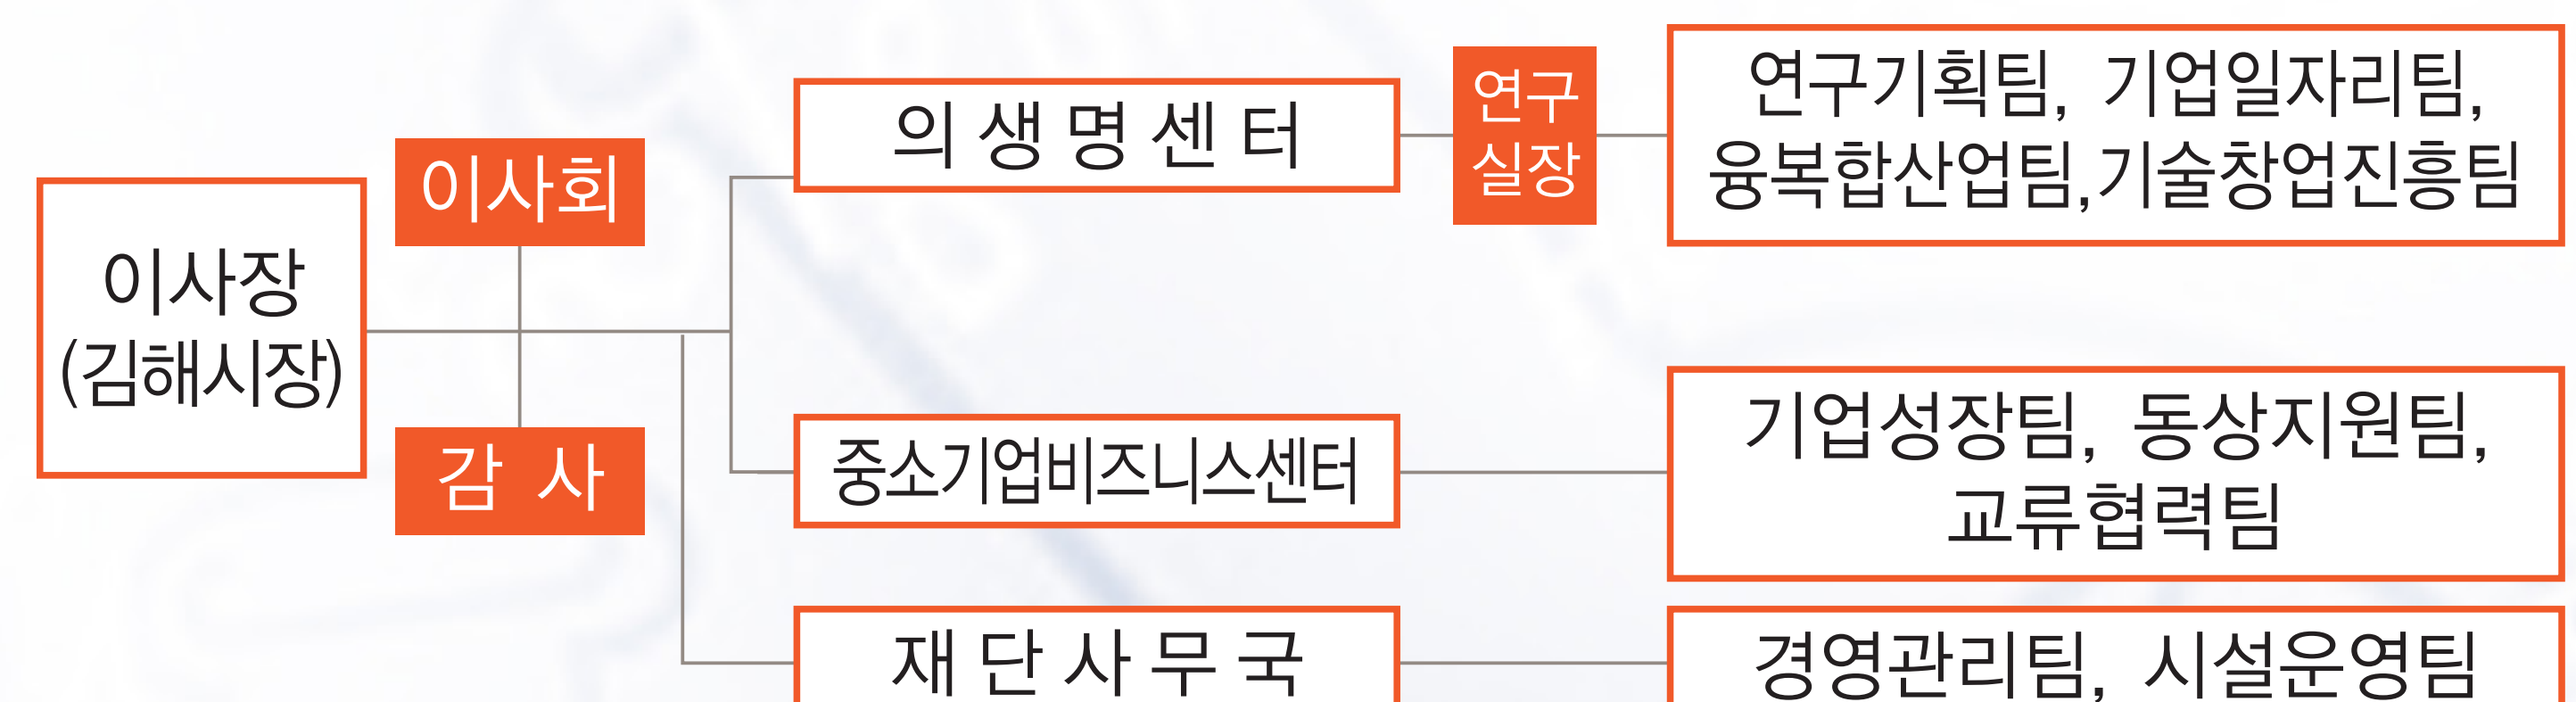 이사장
(김해시장)
이사회
감 사
의 생 명 센 터
연구
실장
연구기획팀, 기업일자리팀,
융복합산업팀, 기술창업진흥팀
중소기업비즈니스센터
기업성장팀, 동상지원팀,
교류협력팀
재 단 사 무 국
경영관리팀, 시설운영팀